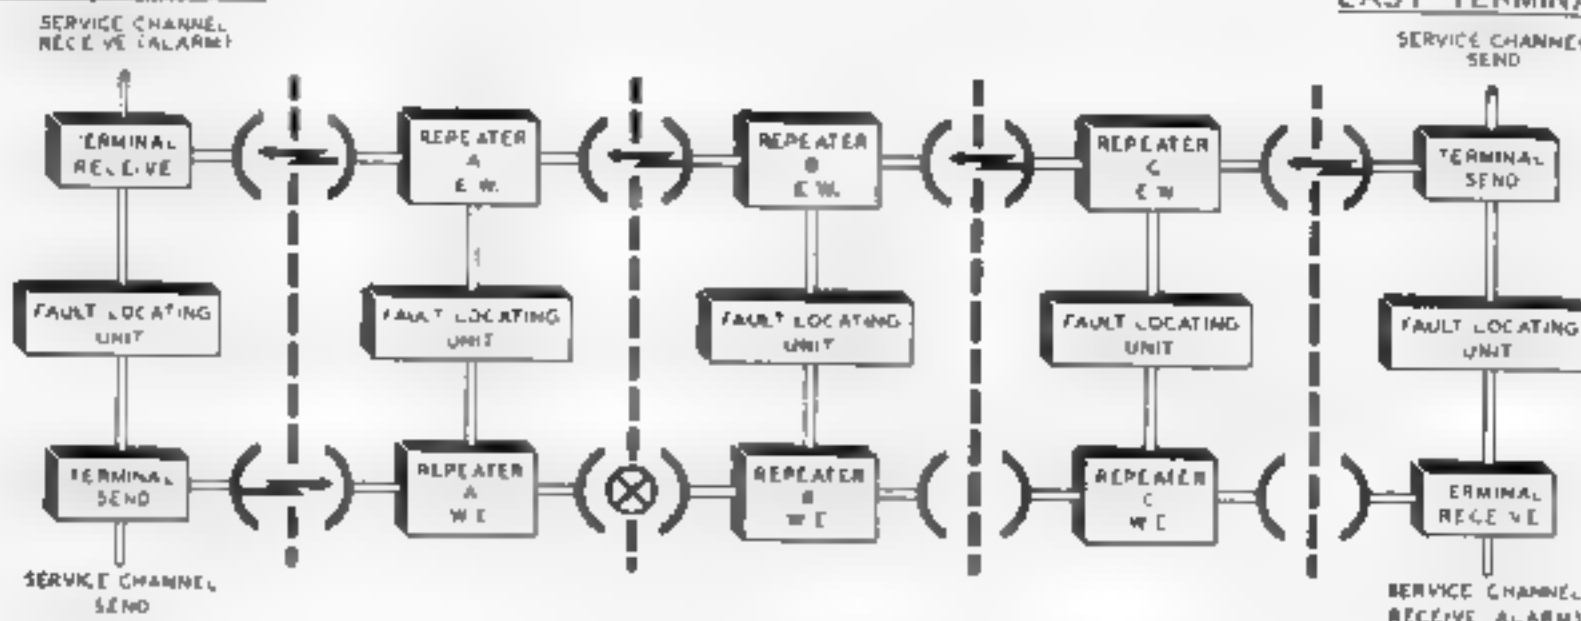 SERVICE CHANNEL
RECEIVE (ALARM)
EAST TERMINA
SERVICE CHANNEL
SEND
TERMINAL
RECEIVE
REPEATER
A
E W.
REPEATER
B
E W.
REPEATER
C
E W
TERMINAL
SEND
FAULT LOCATING
UNIT
FAULT LOCATING
UNIT
FAULT LOCATING
UNIT
FAULT LOCATING
UNIT
FAULT LOCATING
UNIT
TERMINAL
SEND
REPEATER
A
W E
REPEATER
B
W E
REPEATER
C
W E
TERMINAL
RECEIVE
SERVICE CHANNEL
SEND
SERVICE CHANNEL
RECEIVE ALARM)